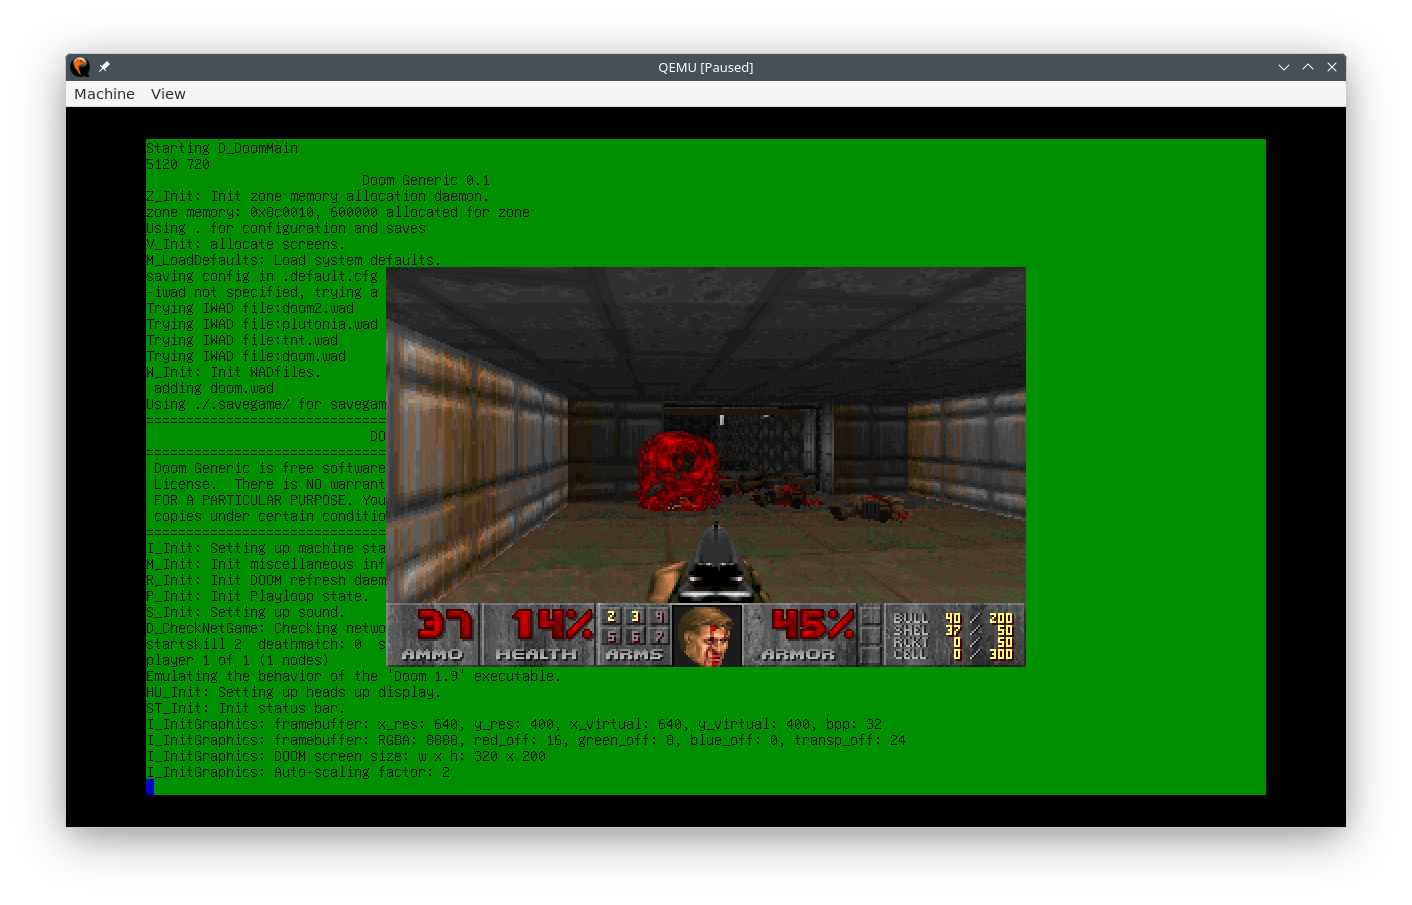 QEMU [Paused]
Machine View
Starting D_DoomMain
5120 720
Doom Generic 0.1
Z_Init: Init zone memory allocation daemon.
zone memory: 0x8c0010, 600000 allocated for zone
Using . for configuration and saves
V_Init: allocate screens.
M_LoadDefaults: Load system defaults.
saving config in .default.cfg
-iwad not specified, trying a
Trying IWAD file:doom2.wad
Trying IWAD file:plutonia.wad
Trying IWAD file:tnt.wad
Trying IWAD file:doom.wad
W_Init: Init WADfiles.
adding doom.wad
Using ./.savegame/ for savegam
==============================
DO
==============================
Doom Generic is free software
License. There is NO warrant
FOR A PARTICULAR PURPOSE. You
copies under certain conditio
==============================
I_Init: Setting up machine sta
M_Init: Init miscellaneous inf
R_Init: Init DOOM refresh daem
P_Init: Init Playloop state.
S_Init: Setting up sound.
D_CheckNetGame: Checking netwo
startskill 2 deathmatch: 0 s
player 1 of 1 (1 nodes)
Emulating the behavior of the 'Doom 1.9' executable.
HU_Init: Setting up heads up display.
ST_Init: Init status bar.
I_InitGraphics: framebuffer: x_res: 640, y_res: 400, x_virtual: 640, y_virtual: 400, bpp: 32
I_InitGraphics: framebuffer: RGBA: 8888, red_off: 16, green_off: 8, blue_off: 0, transp_off: 24
I_InitGraphics: DOOM screen size: w x h: 320 x 200
I_InitGraphics: Auto-scaling factor: 2
37 14% 2 3 4 45%
5 6 7
AMMO HEALTH ARMS ARMOR
BULL 40 / 200
SHEL 37 / 50
RCKT 0 / 50
CELL 0 / 300